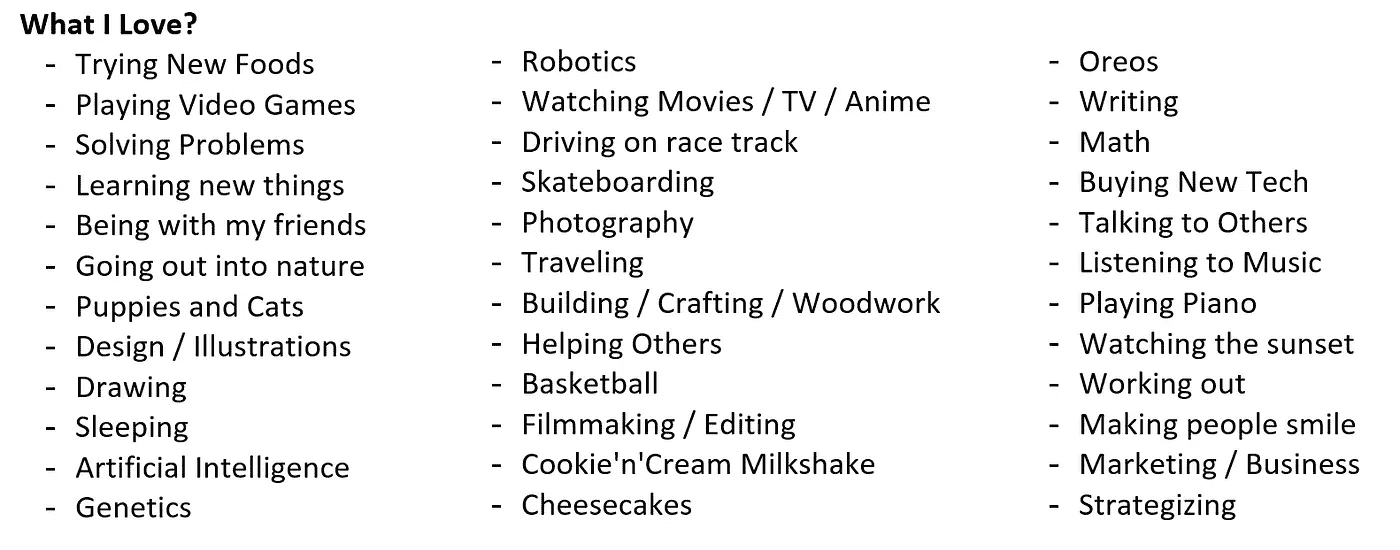 What I Love?
- Trying New Foods
- Playing Video Games
- Solving Problems
- Learning new things
- Being with my friends
- Going out into nature
- Puppies and Cats
- Design / Illustrations
- Drawing
- Sleeping
- Artificial Intelligence
- Genetics
- Robotics
- Watching Movies / TV / Anime
- Driving on race track
- Skateboarding
- Photography
- Traveling
- Building / Crafting / Woodwork
- Helping Others
- Basketball
- Filmmaking / Editing
- Cookie'n'Cream Milkshake
- Cheesecakes
- Oreos
- Writing
- Math
- Buying New Tech
- Talking to Others
- Listening to Music
- Playing Piano
- Watching the sunset
- Working out
- Making people smile
- Marketing / Business
- Strategizing